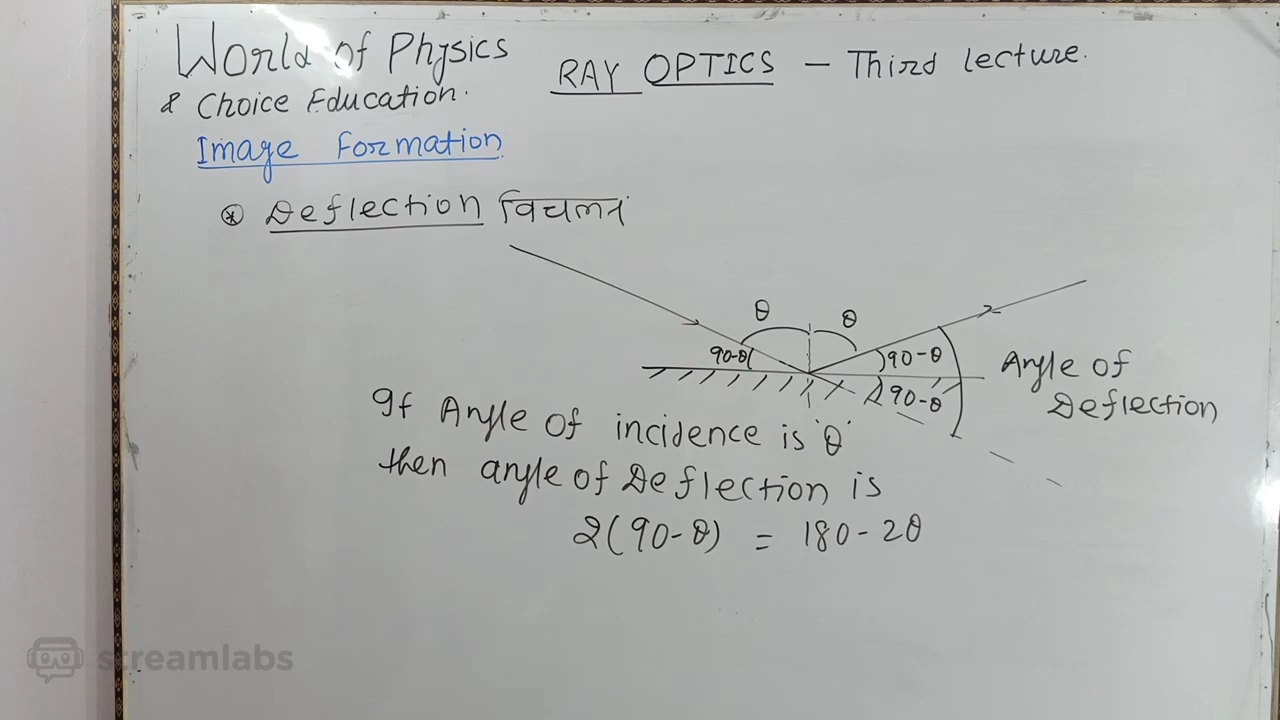 World of Physics
& Choice Education.
RAY OPTICS – Third lecture.
Image Formation
* Deflection विचलन
θ θ
90-θ 90-θ
90-θ
Angle of
Deflection
If Angle of incidence is 'θ'
then angle of Deflection is
2(90-θ) = 180-2θ
streamlabs